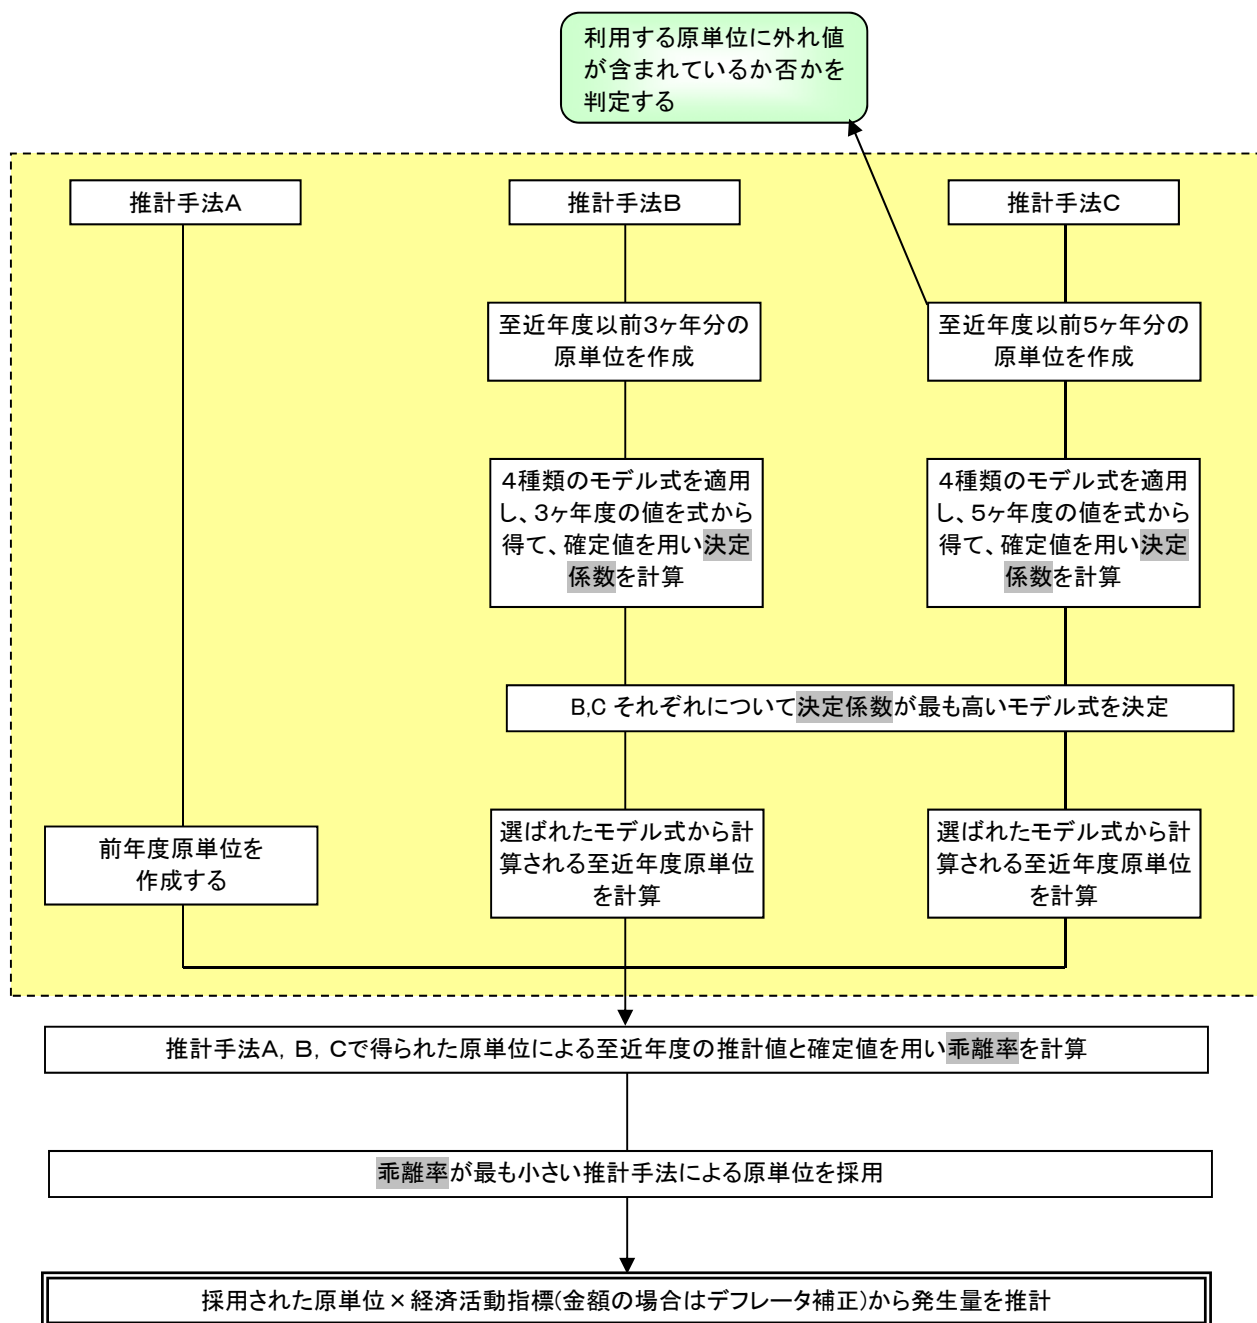 利用する原単位に外れ値
が含まれているか否かを
判定する
推計手法A
推計手法B
推計手法C
至近年度以前3ヶ年分の
原単位を作成
至近年度以前5ヶ年分の
原単位を作成
4種類のモデル式を適用
し、3ヶ年度の値を式から
得て、確定値を用い決定
係数を計算
4種類のモデル式を適用
し、5ヶ年度の値を式から
得て、確定値を用い決定
係数を計算
B,C それぞれについて決定係数が最も高いモデル式を決定
前年度原単位を
作成する
選ばれたモデル式から計
算される至近年度原単位
を計算
選ばれたモデル式から計
算される至近年度原単位
を計算
推計手法A, B, Cで得られた原単位による至近年度の推計値と確定値を用い乖離率を計算
乖離率が最も小さい推計手法による原単位を採用
採用された原単位×経済活動指標(金額の場合はデフレータ補正)から発生量を推計